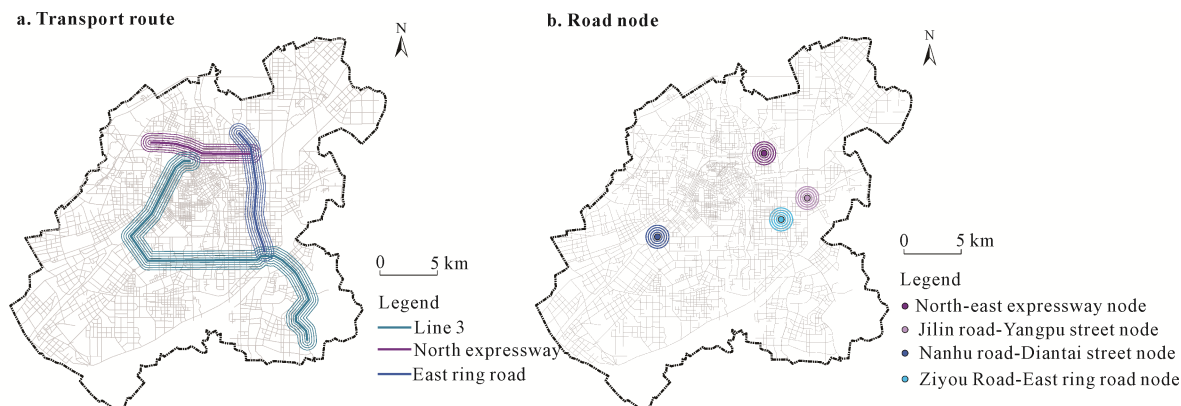 a. Transport route
N
0 5 km
Legend
Line 3
North expressway
East ring road
b. Road node
N
0 5 km
Legend
North-east expressway node
Jilin road-Yangpu street node
Nanhu road-Diantai street node
Ziyou Road-East ring road node